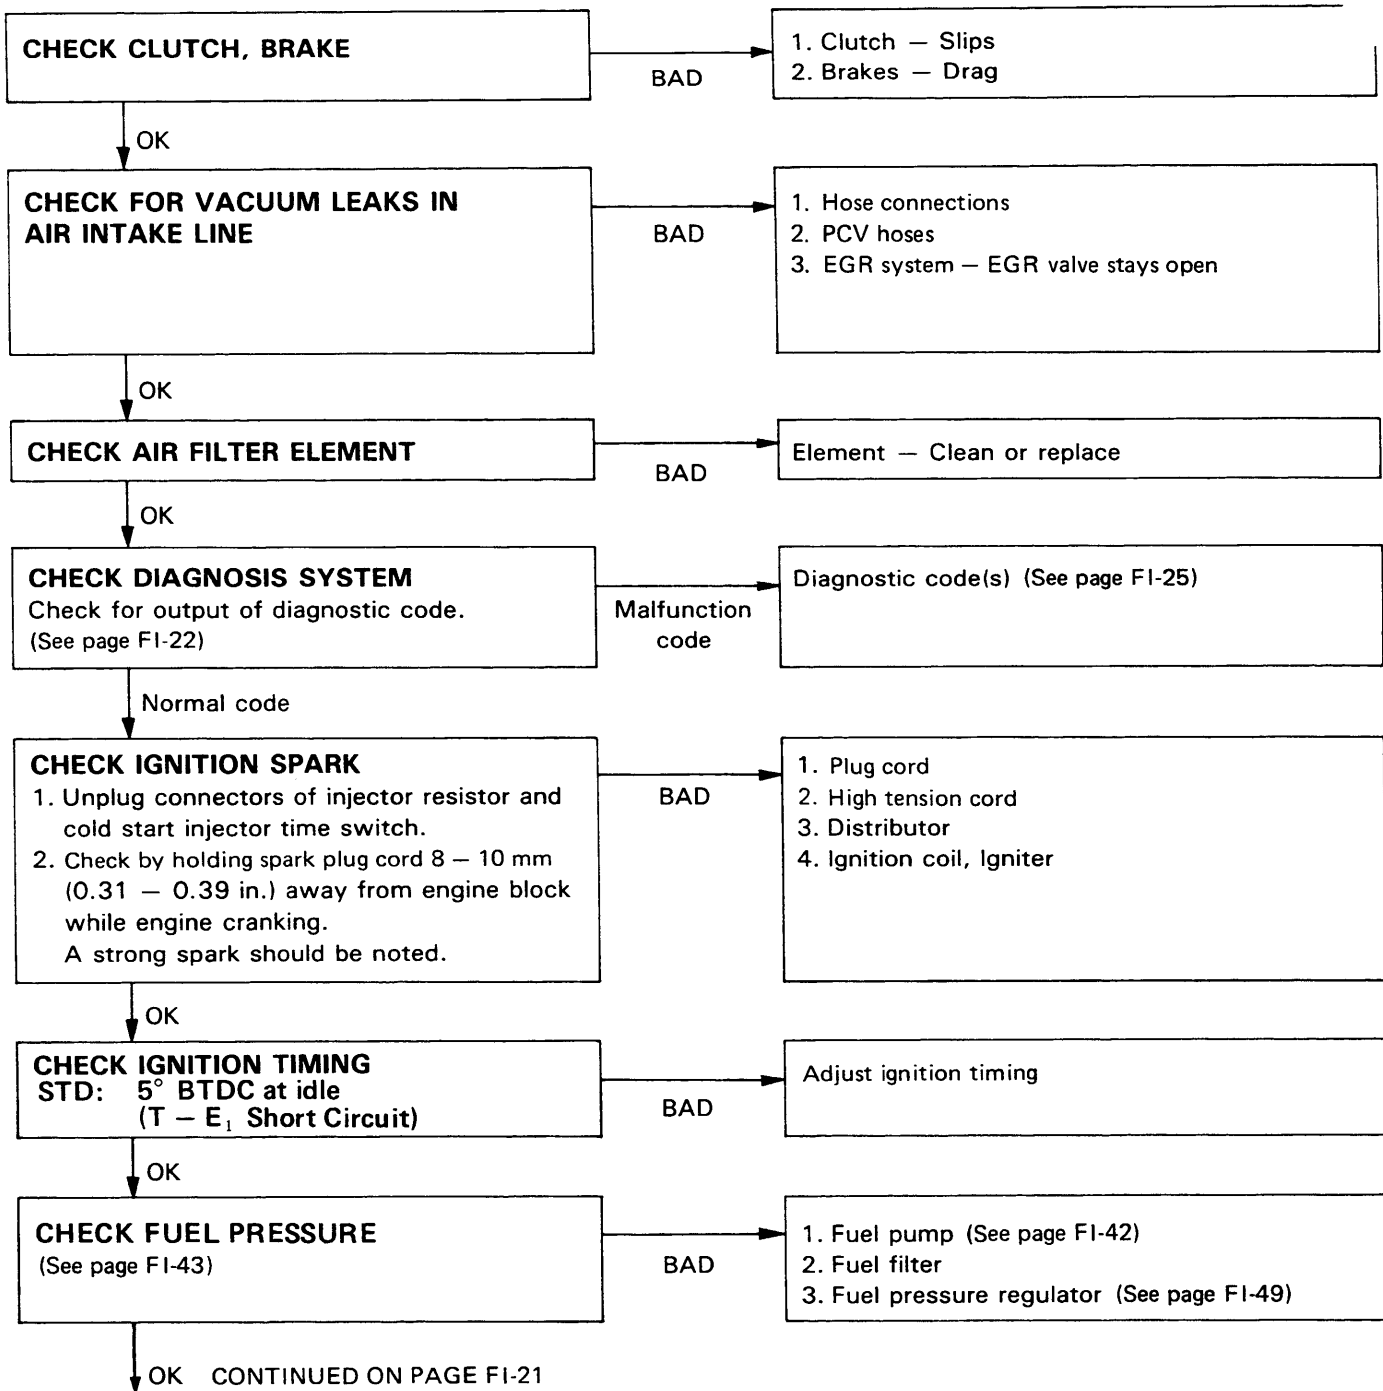 CHECK CLUTCH, BRAKE
BAD
1. Clutch — Slips
2. Brakes — Drag
OK
CHECK FOR VACUUM LEAKS IN
AIR INTAKE LINE
BAD
1. Hose connections
2. PCV hoses
3. EGR system — EGR valve stays open
OK
CHECK AIR FILTER ELEMENT
BAD
Element — Clean or replace
OK
CHECK DIAGNOSIS SYSTEM
Check for output of diagnostic code.
(See page FI-22)
Malfunction
code
Diagnostic code(s) (See page FI-25)
Normal code
CHECK IGNITION SPARK
1. Unplug connectors of injector resistor and
cold start injector time switch.
2. Check by holding spark plug cord 8 — 10 mm
(0.31 — 0.39 in.) away from engine block
while engine cranking.
A strong spark should be noted.
BAD
1. Plug cord
2. High tension cord
3. Distributor
4. Ignition coil, Igniter
OK
CHECK IGNITION TIMING
STD: 5° BTDC at idle
(T — E₁ Short Circuit)
BAD
Adjust ignition timing
OK
CHECK FUEL PRESSURE
(See page FI-43)
BAD
1. Fuel pump (See page FI-42)
2. Fuel filter
3. Fuel pressure regulator (See page FI-49)
OK CONTINUED ON PAGE FI-21